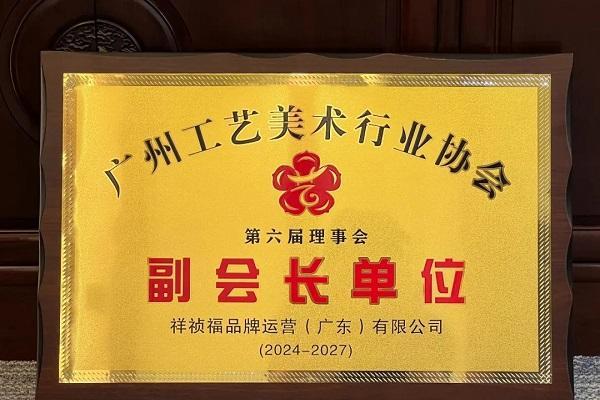 广州工艺美术行业协会
第六届理事会
副会长单位
祥祯福品牌运营（广东）有限公司
(2024-2027)